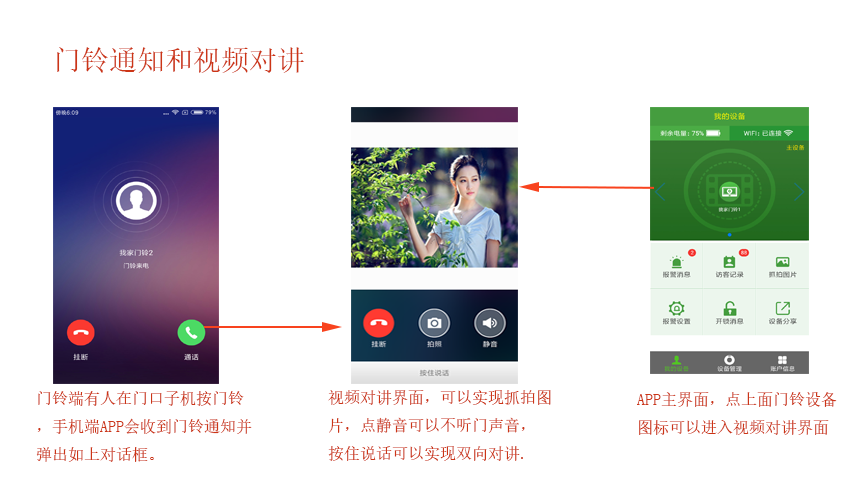 门铃通知和视频对讲
傍晚6:09
79%
我家门铃2
门铃来电
挂断
通话
门铃端有人在门口子机按门铃
，手机端APP会收到门铃通知并
弹出如上对话框。
挂断
拍照
静音
按住说话
视频对讲界面，可以实现抓拍图
片，点静音可以不听门声音，
按住说话可以实现双向对讲.
我的设备
剩余电量：75%
WIFI：已连接
主设备
我家门铃1
报警消息
访客记录
抓拍图片
报警设置
开锁消息
设备分享
设备管理
账户信息
APP主界面，点上面门铃设备
图标可以进入视频对讲界面